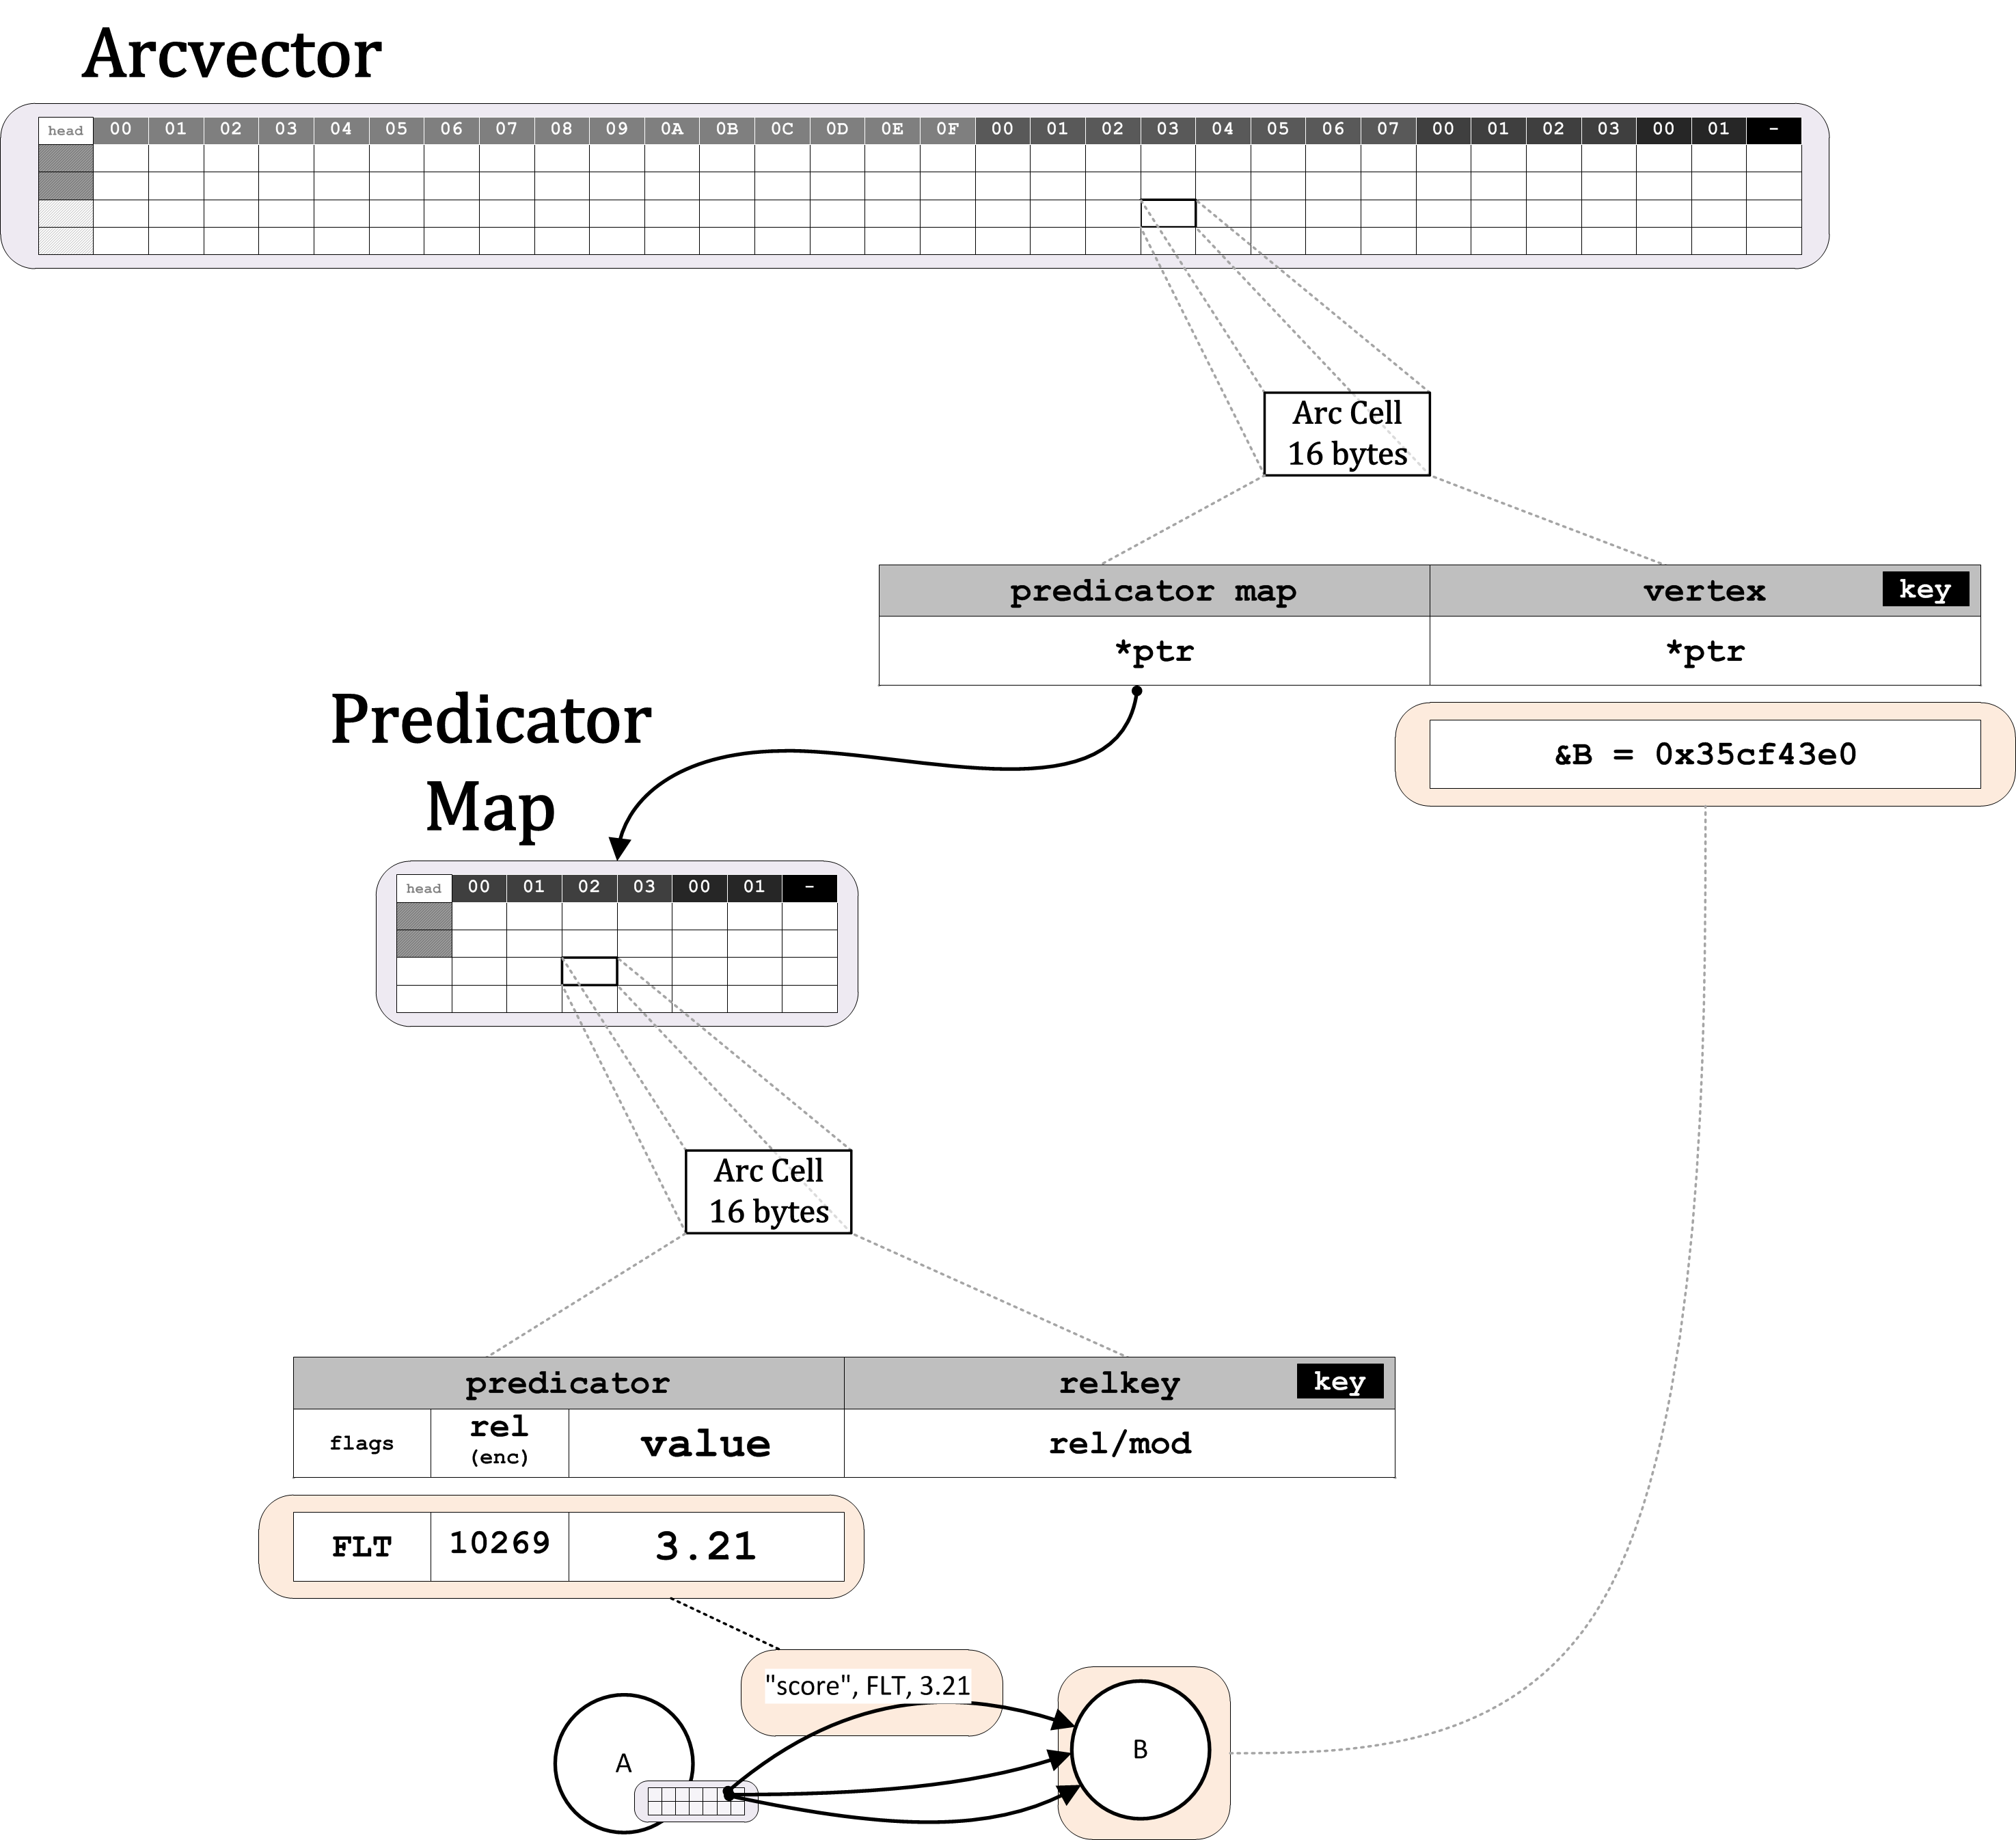 Arcvector
head 00 01 02 03 04 05 06 07 08 09 0A 0B 0C 0D 0E 0F 00 01 02 03 04 05 06 07 00 01 02 03 00 01 -
Arc Cell
16 bytes
predicator map vertex key
*ptr *ptr
&B = 0x35cf43e0
Predicator
Map
head 00 01 02 03 00 01 -
Arc Cell
16 bytes
predicator relkey key
flags rel (enc) value rel/mod
FLT 10269 3.21
"score", FLT, 3.21
A B